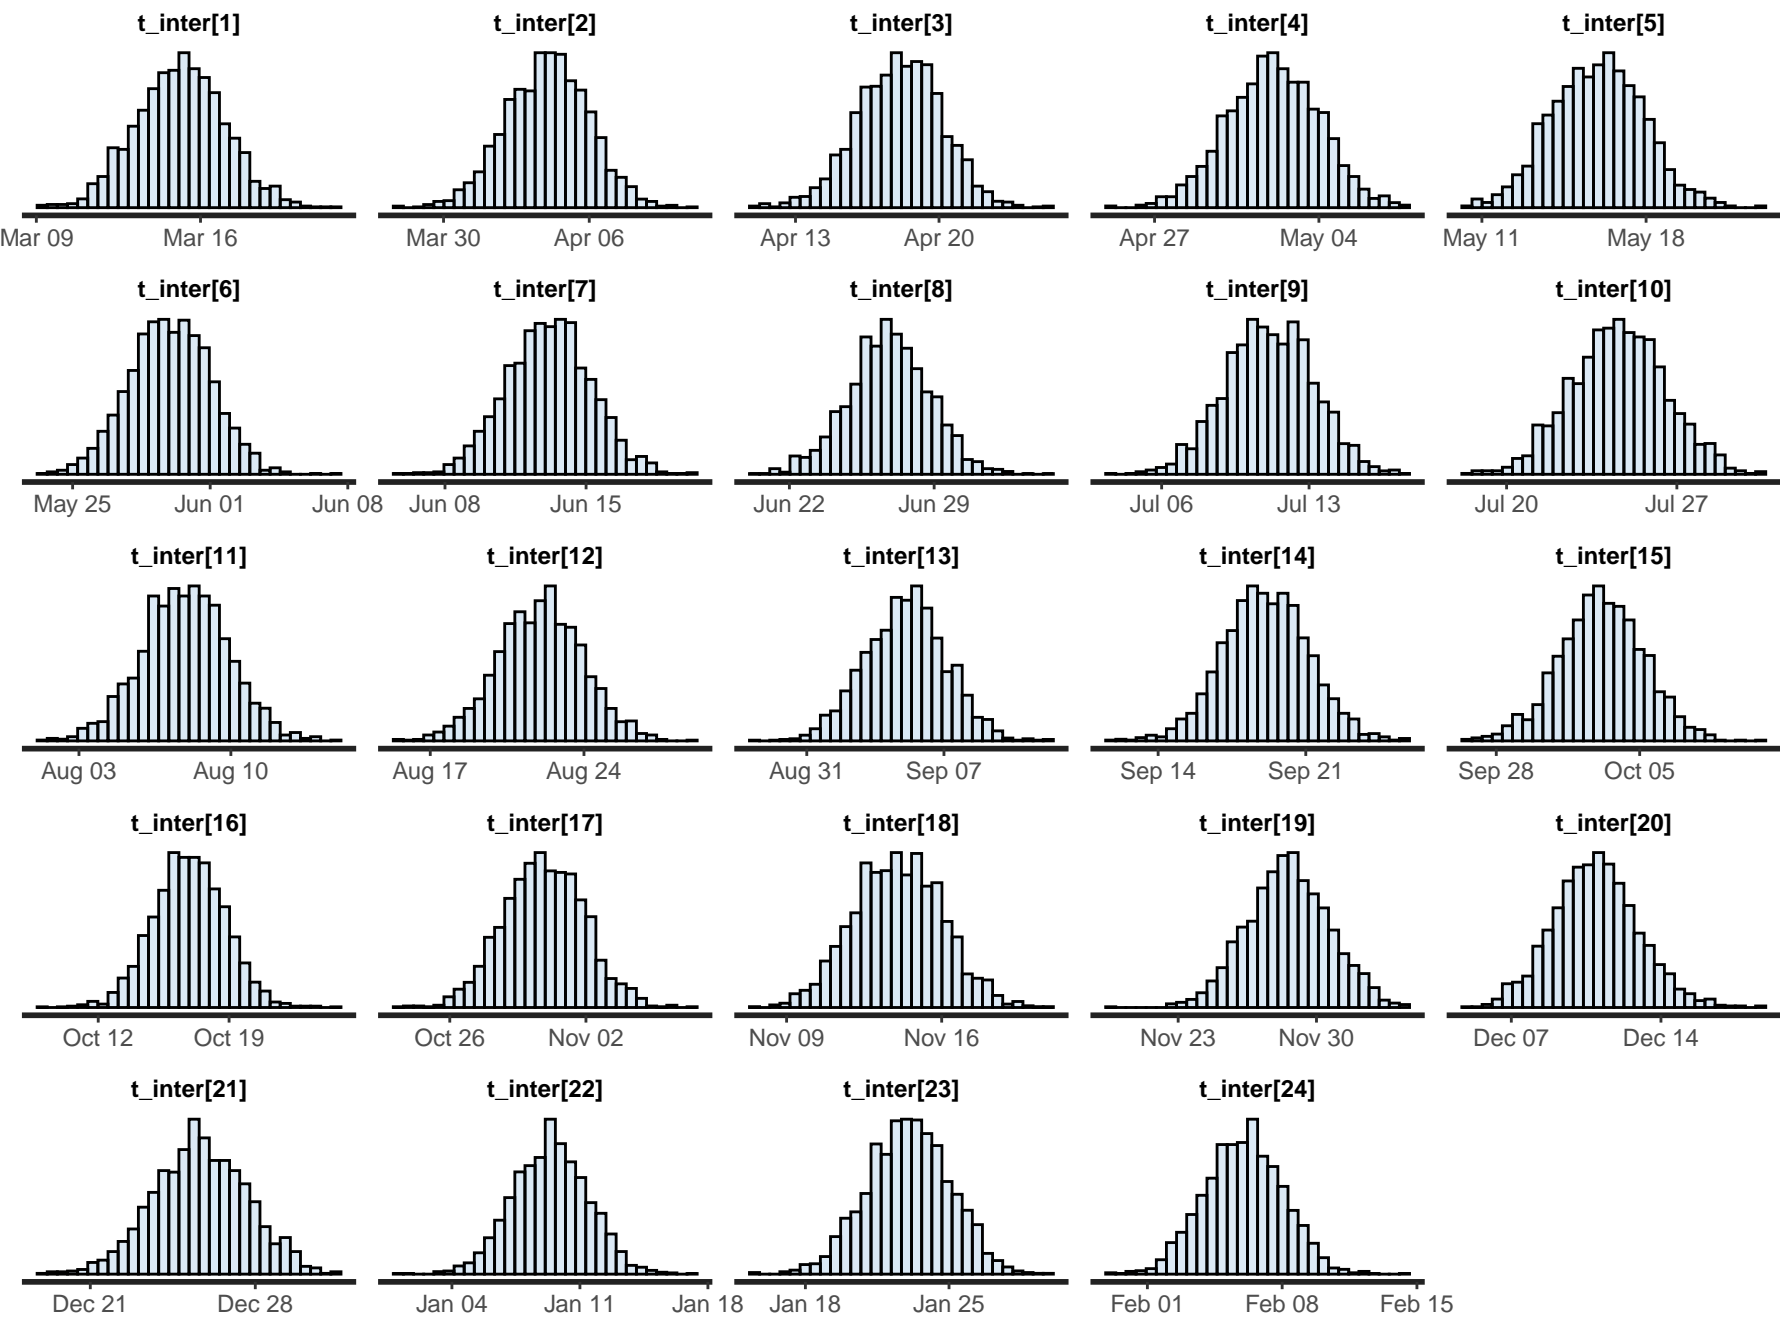 t_inter[1] t_inter[2] t_inter[3] t_inter[4] t_inter[5]
Mar 09 Mar 16 Mar 30 Apr 06 Apr 13 Apr 20 Apr 27 May 04 May 11 May 18
t_inter[6] t_inter[7] t_inter[8] t_inter[9] t_inter[10]
May 25 Jun 01 Jun 08 Jun 08 Jun 15 Jun 22 Jun 29 Jul 06 Jul 13 Jul 20 Jul 27
t_inter[11] t_inter[12] t_inter[13] t_inter[14] t_inter[15]
Aug 03 Aug 10 Aug 17 Aug 24 Aug 31 Sep 07 Sep 14 Sep 21 Sep 28 Oct 05
t_inter[16] t_inter[17] t_inter[18] t_inter[19] t_inter[20]
Oct 12 Oct 19 Oct 26 Nov 02 Nov 09 Nov 16 Nov 23 Nov 30 Dec 07 Dec 14
t_inter[21] t_inter[22] t_inter[23] t_inter[24]
Dec 21 Dec 28 Jan 04 Jan 11 Jan 18 Jan 18 Jan 25 Feb 01 Feb 08 Feb 15